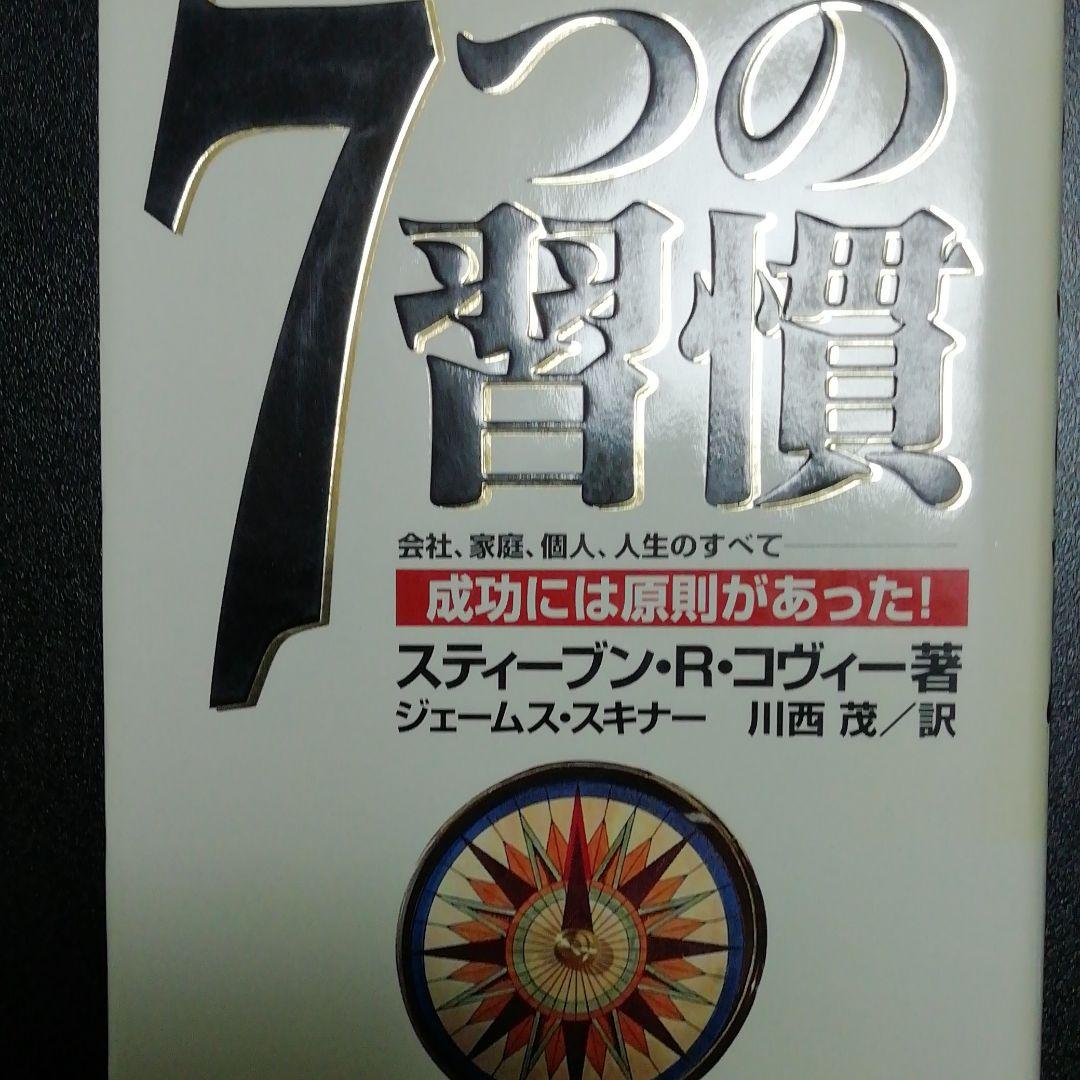 7つの
習慣
会社、家庭、個人、人生のすべて
成功には原則があった!
スティーブン・R・コヴィー著
ジェームス・スキナー 川西 茂/訳